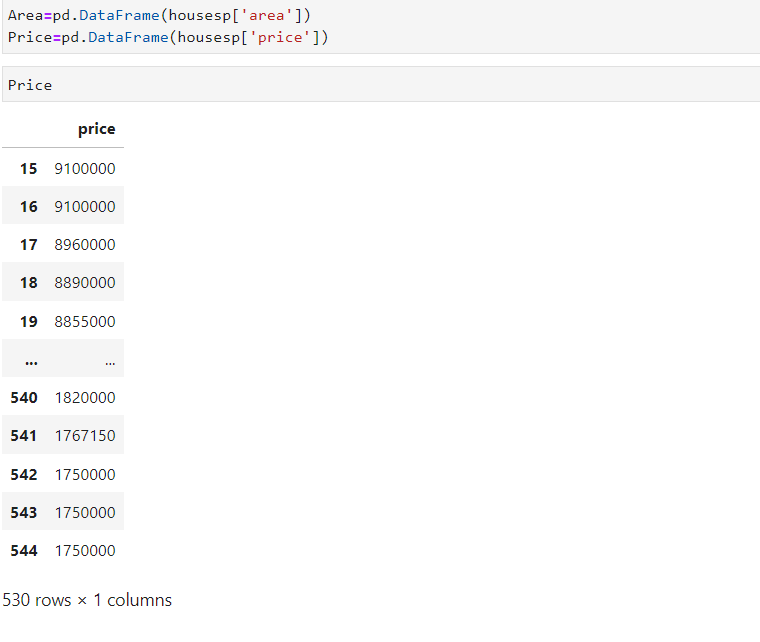 Area=pd.DataFrame(housesp['area'])
Price=pd.DataFrame(housesp['price'])
Price
price
15 9100000
16 9100000
17 8960000
18 8890000
19 8855000
... ...
540 1820000
541 1767150
542 1750000
543 1750000
544 1750000
530 rows × 1 columns